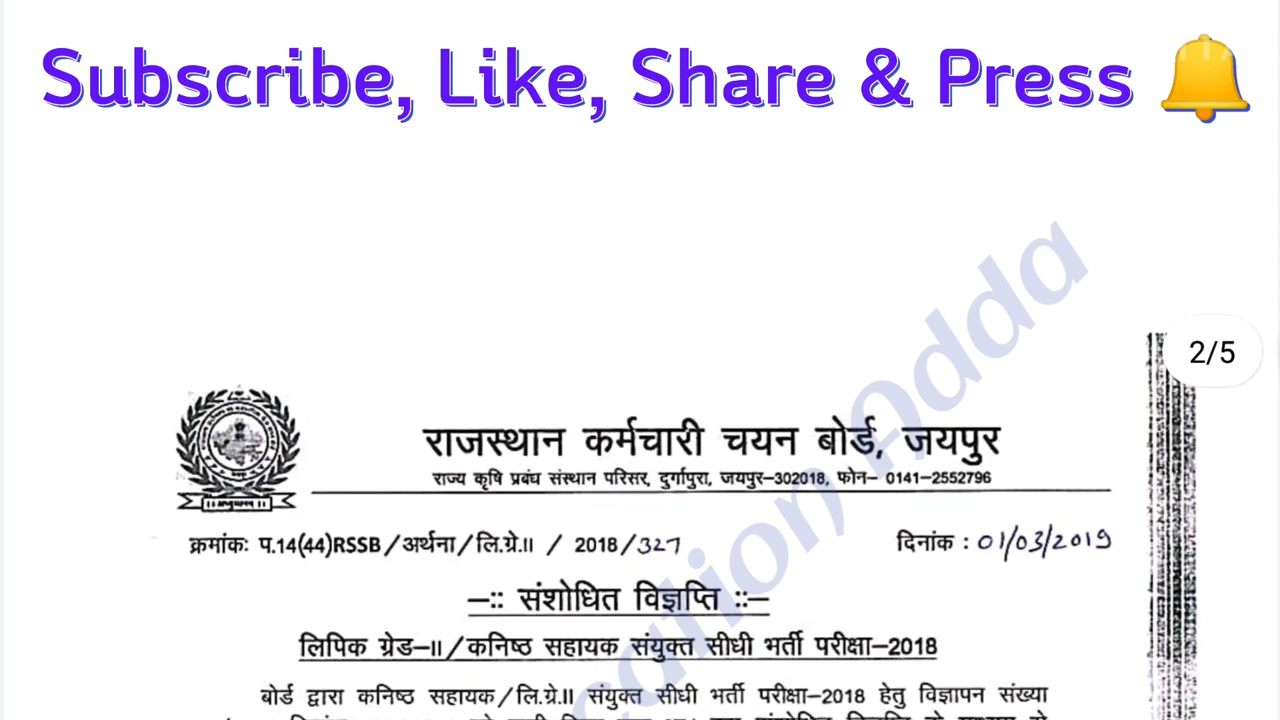 Subscribe, Like, Share & Press
2/5
राजस्थान कर्मचारी चयन बोर्ड, जयपुर
राज्य कृषि प्रबंध संस्थान परिसर, दुर्गापुरा, जयपुर-302018, फोन- 0141-2552796
क्रमांकः प.14(44)RSSB/अर्थना/लि.ग्रे.II / 2018/327
दिनांक : 01/03/2019
-:: संशोधित विज्ञप्ति ::-
लिपिक ग्रेड-II/कनिष्ठ सहायक संयुक्त सीधी भर्ती परीक्षा-2018
बोर्ड द्वारा कनिष्ठ सहायक/लि.ग्रे.II संयुक्त सीधी भर्ती परीक्षा-2018 हेतु विज्ञापन संख्या
ation Adda